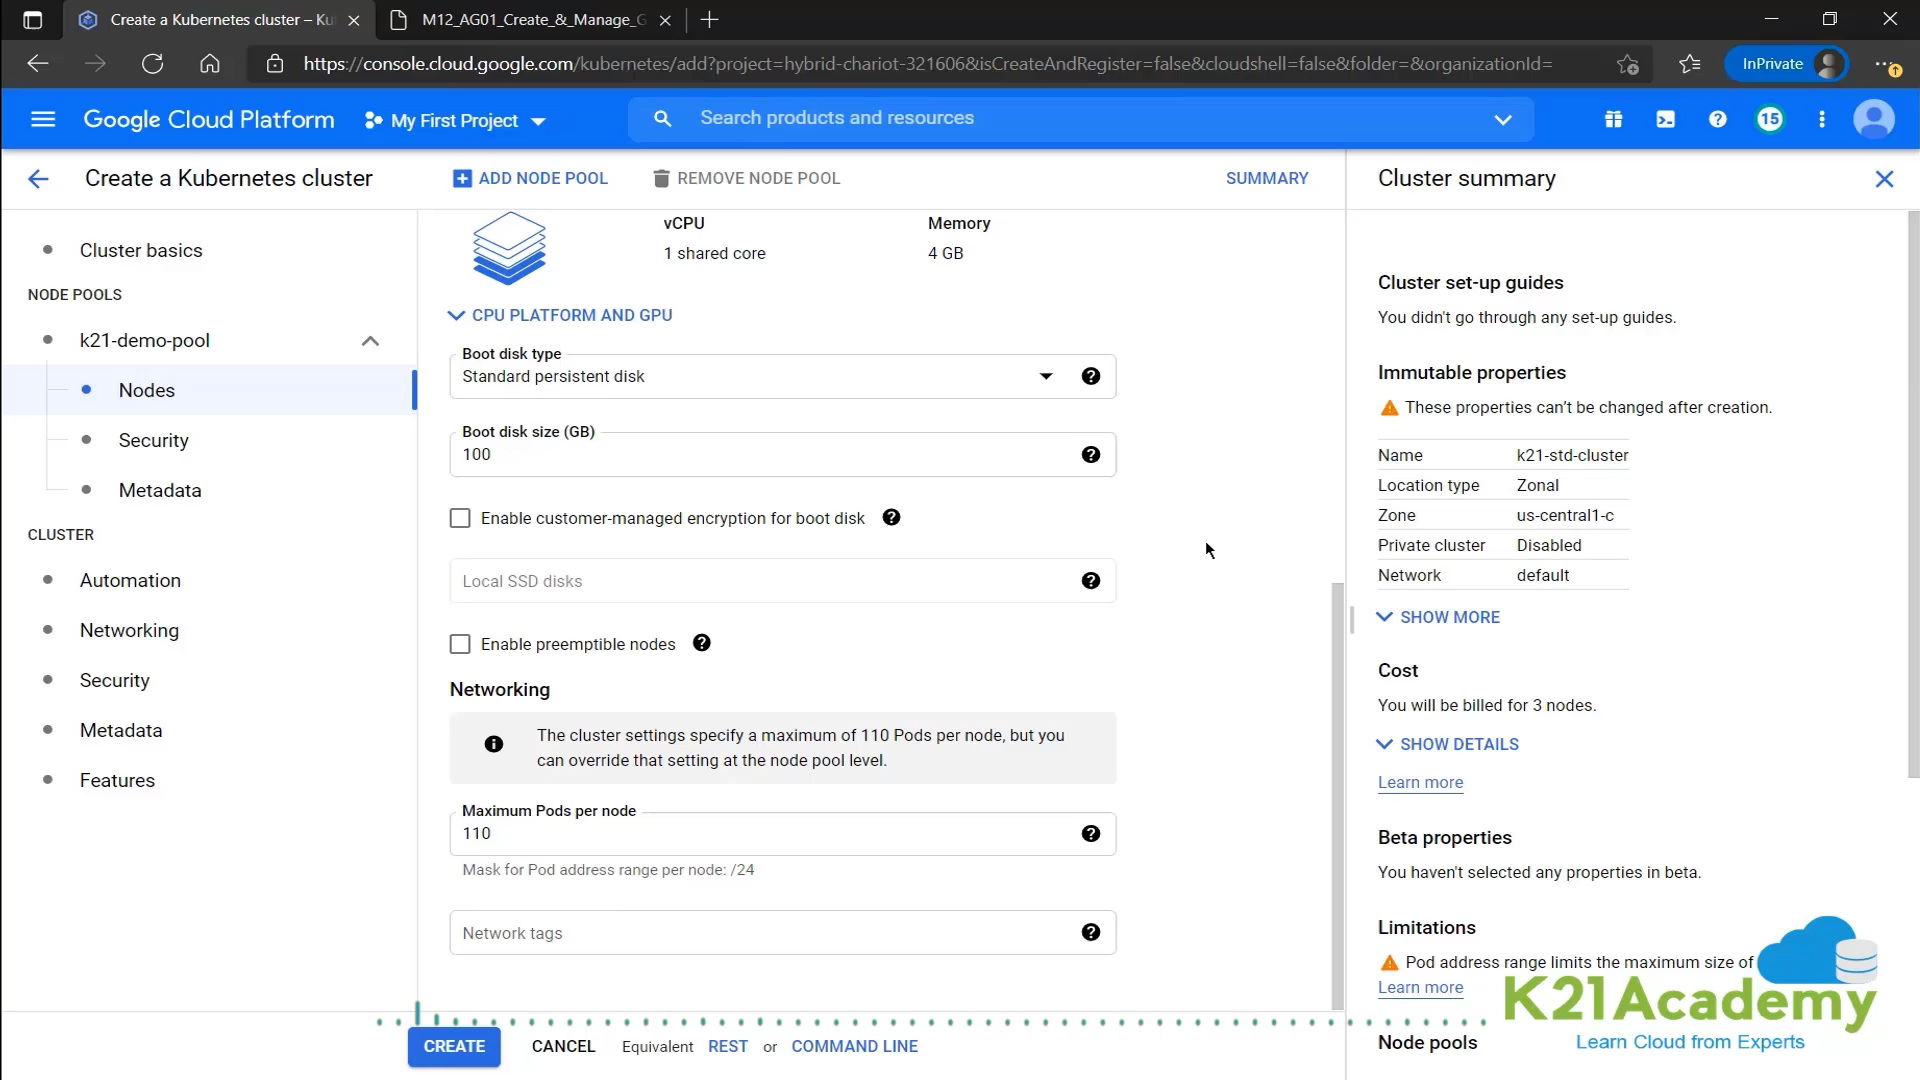 Create a Kubernetes cluster – Ku
M12_AG01_Create_&_Manage_G
https://console.cloud.google.com/kubernetes/add?project=hybrid-chariot-321606&isCreateAndRegister=false&cloudshell=false&folder=&organizationId=
InPrivate
Google Cloud Platform
My First Project
Search products and resources
15
Create a Kubernetes cluster
ADD NODE POOL
REMOVE NODE POOL
SUMMARY
Cluster basics
NODE POOLS
k21-demo-pool
Nodes
Security
Metadata
CLUSTER
Automation
Networking
Security
Metadata
Features
vCPU
Memory
1 shared core
4 GB
CPU PLATFORM AND GPU
Boot disk type
Standard persistent disk
Boot disk size (GB)
100
Enable customer-managed encryption for boot disk
Local SSD disks
Enable preemptible nodes
Networking
The cluster settings specify a maximum of 110 Pods per node, but you
can override that setting at the node pool level.
Maximum Pods per node
110
Mask for Pod address range per node: /24
Network tags
CREATE
CANCEL
Equivalent REST or COMMAND LINE
Cluster summary
Cluster set-up guides
You didn't go through any set-up guides.
Immutable properties
These properties can't be changed after creation.
Name k21-std-cluster
Location type Zonal
Zone us-central1-c
Private cluster Disabled
Network default
SHOW MORE
Cost
You will be billed for 3 nodes.
SHOW DETAILS
Learn more
Beta properties
You haven't selected any properties in beta.
Limitations
Pod address range limits the maximum size of
Learn more
Node pools
K21Academy
Learn Cloud from Experts